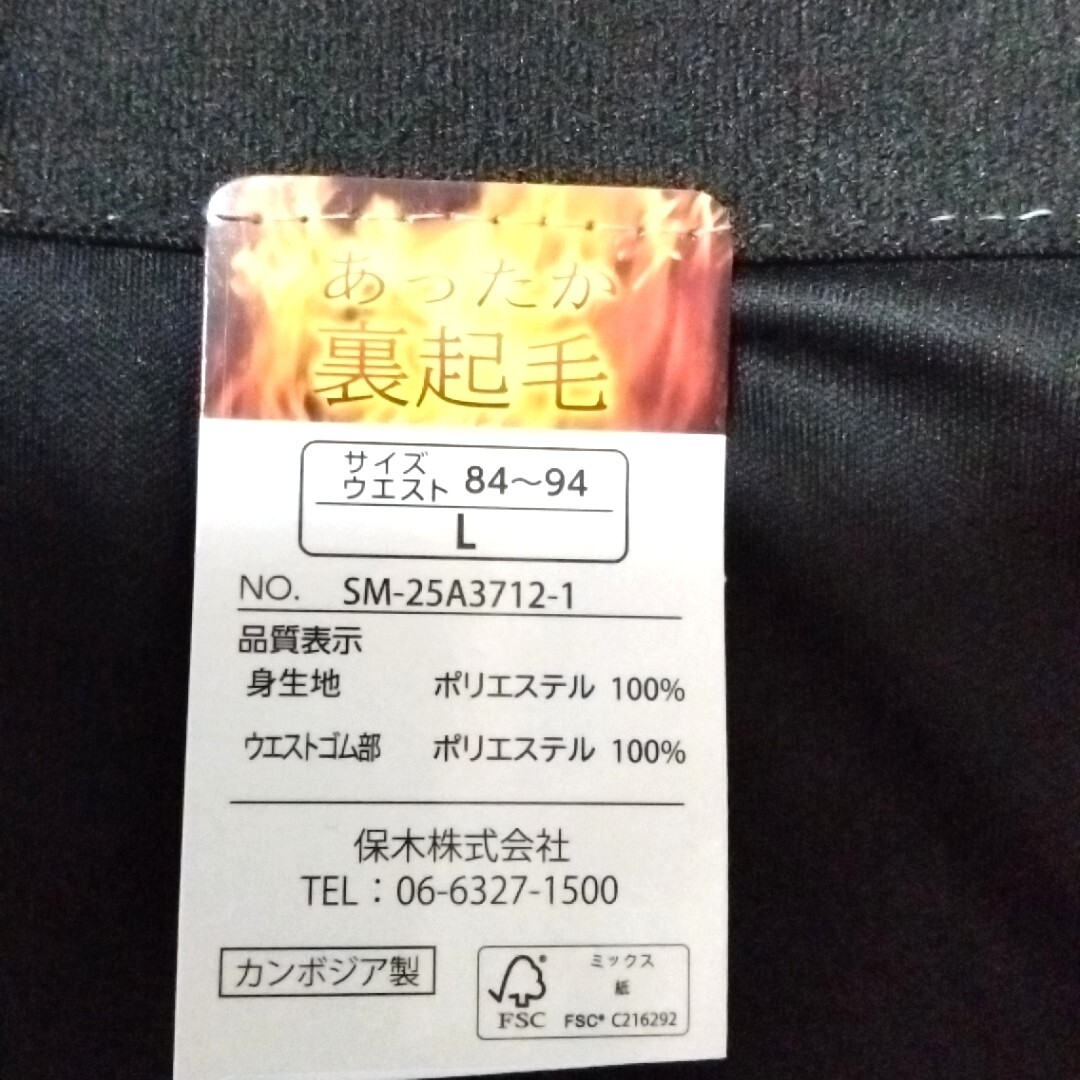 あったか
裏起毛
サイズ
ウエスト 84～94
L
NO. SM-25A3712-1
品質表示
身生地 ポリエステル 100%
ウエストゴム部 ポリエステル 100%
保木株式会社
TEL：06-6327-1500
カンボジア製
FSC
ミックス
紙
FSC® C216292